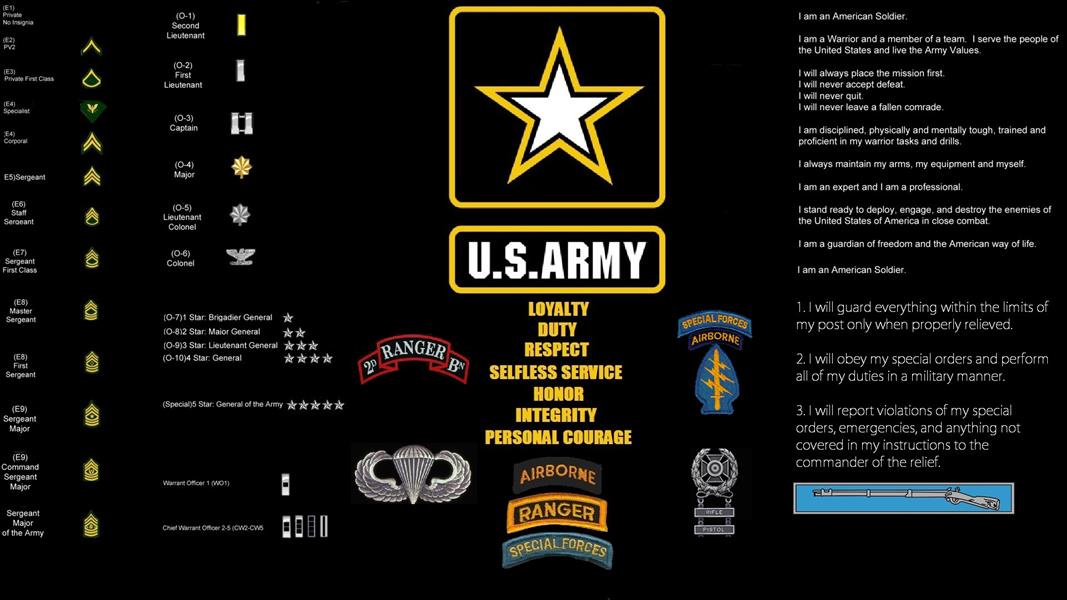 (E1)
Private
No Insignia
(E2)
PV2
(E3)
Private First Class
(E4)
Specialist
(E4)
Corporal
E5)Sergeant
(E6)
Staff
Sergeant
(E7)
Sergeant
First Class
(E8)
Master
Sergeant
(E8)
First
Sergeant
(E9)
Sergeant
Major
(E9)
Command
Sergeant
Major
Sergeant
Major
of the Army
(O-1)
Second
Lieutenant
(O-2)
First
Lieutenant
(O-3)
Captain
(O-4)
Major
(O-5)
Lieutenant
Colonel
(O-6)
Colonel
(O-7)1 Star: Brigadier General
(O-8)2 Star: Maior General
(O-9)3 Star: Lieutenant General
(O-10)4 Star: General
(Special)5 Star: General of the Army
Warrant Officer 1 (WO1)
Chief Warrant Officer 2-5 (CW2-CW5
U.S.ARMY
LOYALTY
DUTY
RESPECT
SELFLESS SERVICE
HONOR
INTEGRITY
PERSONAL COURAGE
2D RANGER BN
AIRBORNE
RANGER
SPECIAL FORCES
SPECIAL FORCES
AIRBORNE
RIFLE
PISTOL
I am an American Soldier.
I am a Warrior and a member of a team. I serve the people of
the United States and live the Army Values.
I will always place the mission first.
I will never accept defeat.
I will never quit.
I will never leave a fallen comrade.
I am disciplined, physically and mentally tough, trained and
proficient in my warrior tasks and drills.
I always maintain my arms, my equipment and myself.
I am an expert and I am a professional.
I stand ready to deploy, engage, and destroy the enemies of
the United States of America in close combat.
I am a guardian of freedom and the American way of life.
I am an American Soldier.
1. I will guard everything within the limits of
my post only when properly relieved.
2. I will obey my special orders and perform
all of my duties in a military manner.
3. I will report violations of my special
orders, emergencies, and anything not
covered in my instructions to the
commander of the relief.